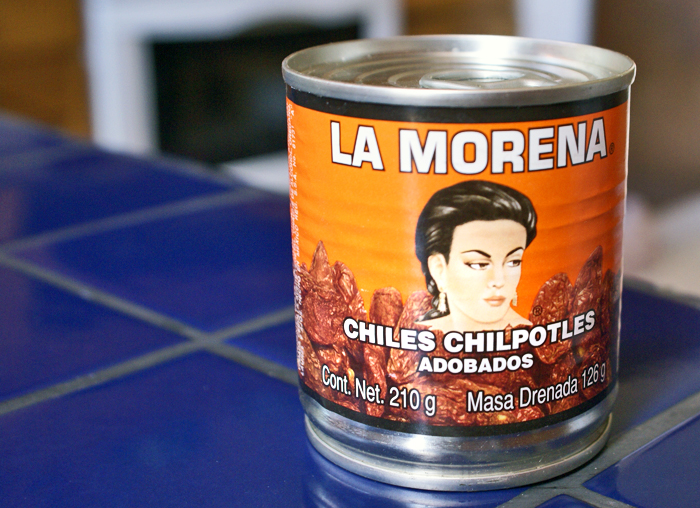 LA MORENA®
®
CHILES CHILPOTLES
ADOBADOS
Cont. Net. 210 g Masa Drenada 126 g